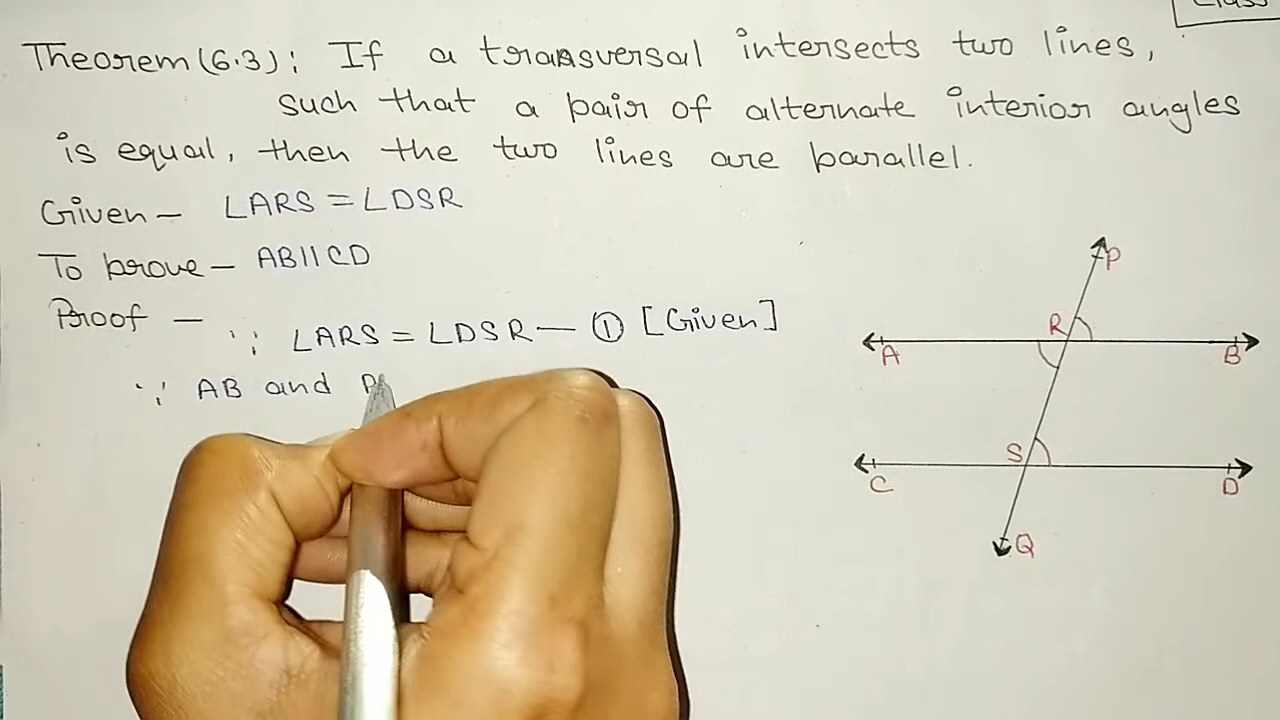 Theorem (6.3): If a transversal intersects two lines,
such that a pair of alternate interior angles
is equal, then the two lines are parallel.
Given - ∠ARS = ∠DSR
To prove - AB||CD
Proof -
∵ ∠ARS = ∠DSR — ① [Given]
∵ AB and P
P
R
A
B
S
C
D
Q